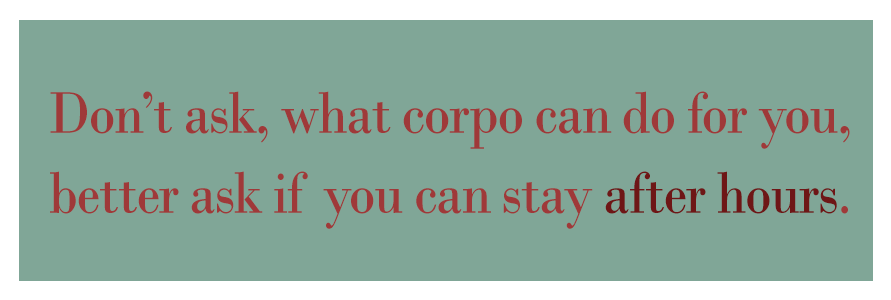 Don’t ask, what corpo can do for you,
better ask if you can stay after hours.